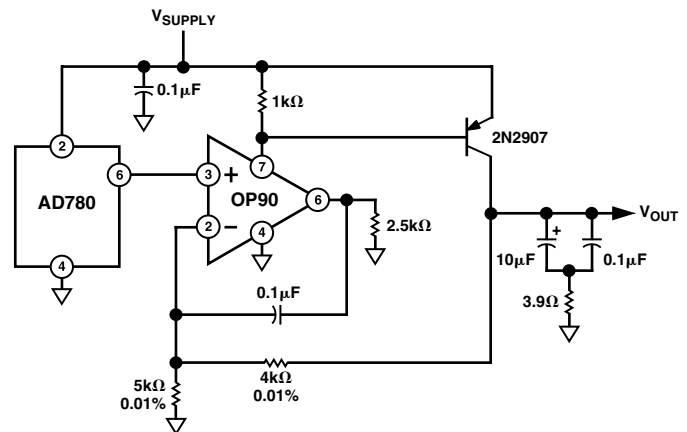 VSUPPLY
0.1μF
1kΩ
2N2907
2
6
3
+
7
AD780
OP90
6
2
–
4
2.5kΩ
4
VOUT
10μF
+
0.1μF
3.9Ω
0.1μF
4kΩ
0.01%
5kΩ
0.01%